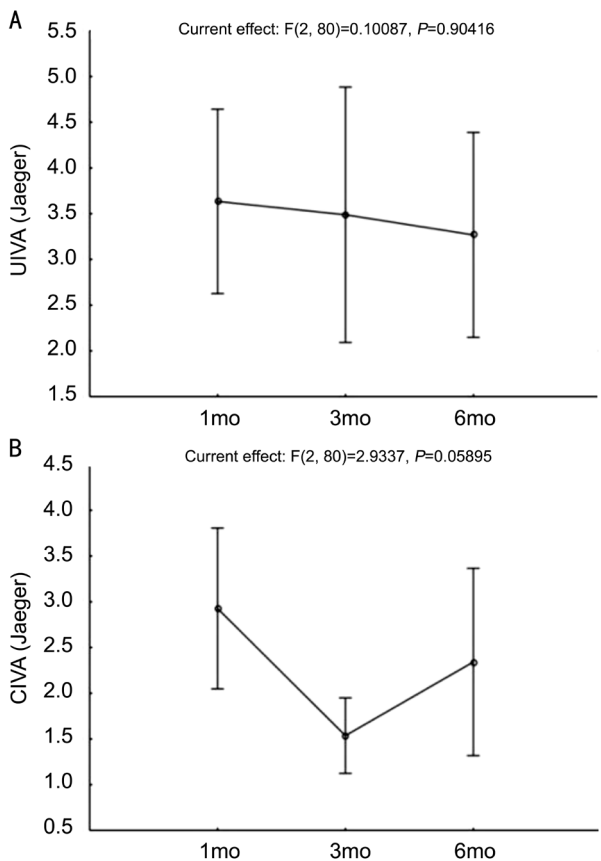 A
Current effect: F(2, 80)=0.10087, P=0.90416
UIVA (Jaeger)
5.5
5.0
4.5
4.0
3.5
3.0
2.5
2.0
1.5
1mo 3mo 6mo
B
Current effect: F(2, 80)=2.9337, P=0.05895
CIVA (Jaeger)
4.5
4.0
3.5
3.0
2.5
2.0
1.5
1.0
0.5
1mo 3mo 6mo